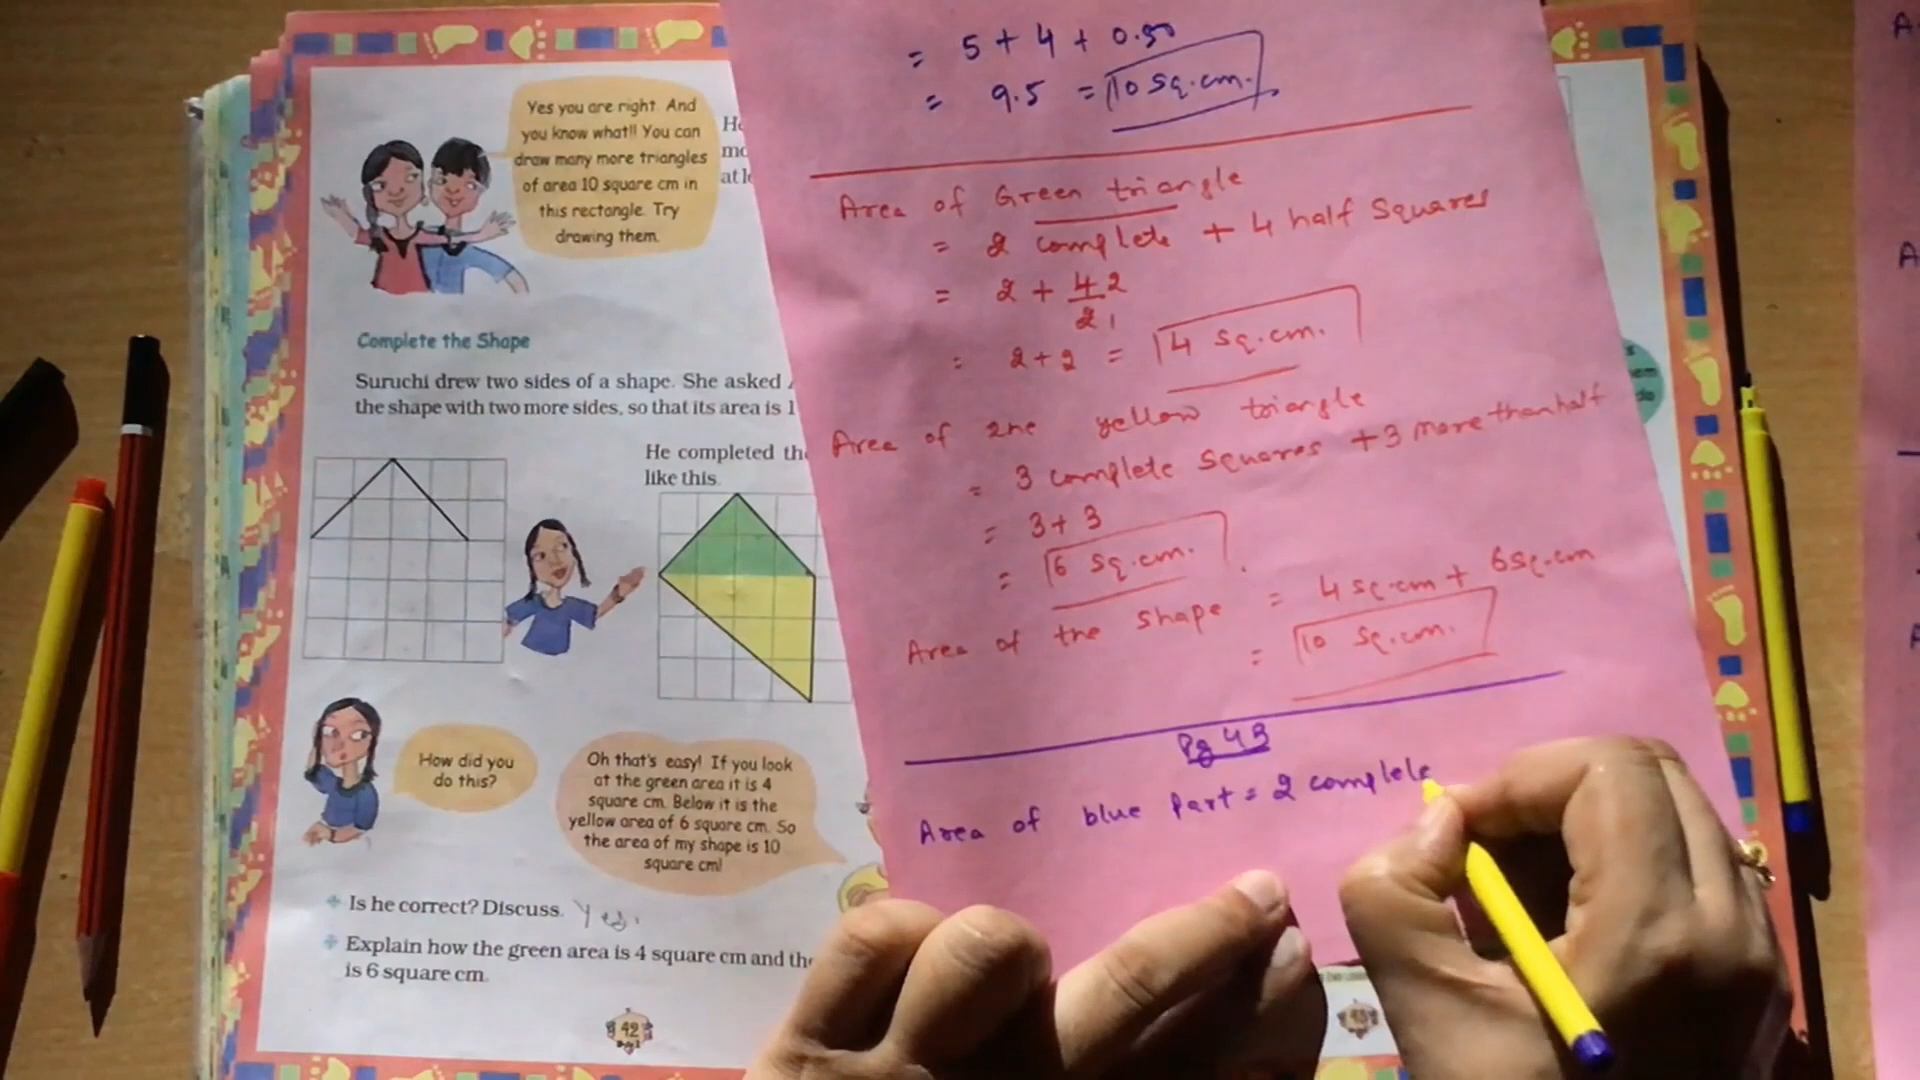 Yes you are right. And
you know what!! You can
draw many more triangles
of area 10 square cm in
this rectangle. Try
drawing them.
Complete the Shape
Suruchi drew two sides of a shape. She asked
the shape with two more sides, so that its area is 1
He completed the
like this.
How did you
do this?
Oh that's easy! If you look
at the green area it is 4
square cm. Below it is the
yellow area of 6 square cm. So
the area of my shape is 10
square cm!
Is he correct? Discuss. Yes.
Explain how the green area is 4 square cm and the
is 6 square cm.
42
= 5 + 4 + 0.50
= 9.5 = 10 sq.cm.
Area of Green triangle
= 2 complete + 4 half squares
= 2 + 4 2
2 1
= 2 + 2 = 4 sq.cm.
Area of the yellow triangle
= 3 complete squares + 3 more than half
= 3 + 3
= 6 sq.cm.
Area of the shape = 4 sq.cm + 6 sq.cm
= 10 sq.cm.
Pg 43
Area of blue part = 2 complete